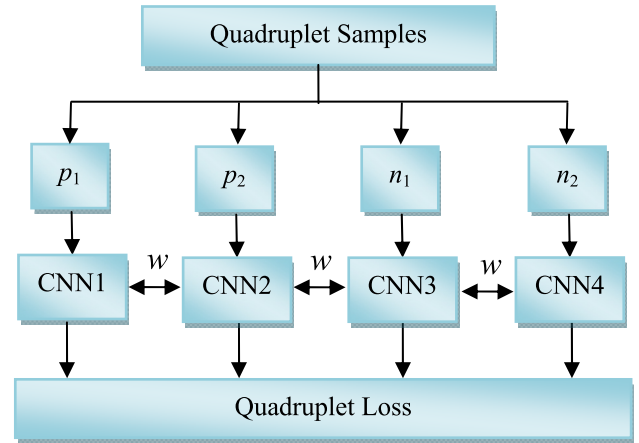 Quadruplet Samples
p₁ p₂ n₁ n₂
w w w
CNN1 CNN2 CNN3 CNN4
Quadruplet Loss